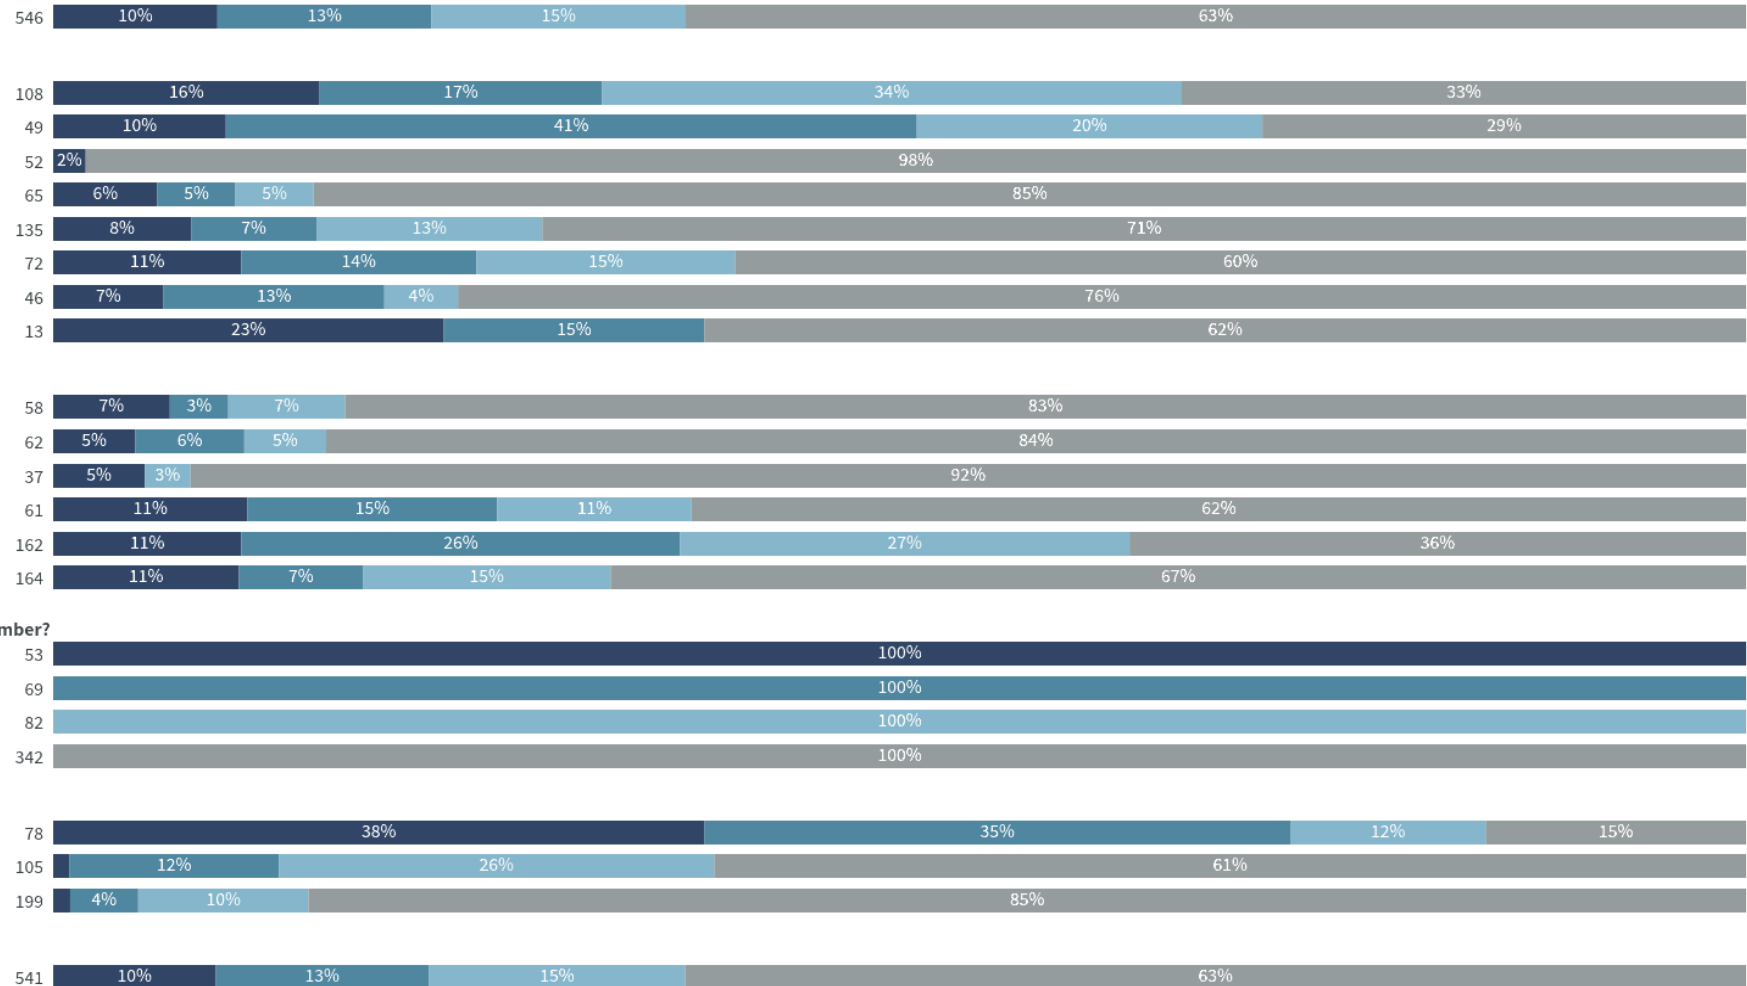 546 10% 13% 15% 63%
108 16% 17% 34% 33%
49 10% 41% 20% 29%
52 2% 98%
65 6% 5% 5% 85%
135 8% 7% 13% 71%
72 11% 14% 15% 60%
46 7% 13% 4% 76%
13 23% 15% 62%
58 7% 3% 7% 83%
62 5% 6% 5% 84%
37 5% 3% 92%
61 11% 15% 11% 62%
162 11% 26% 27% 36%
164 11% 7% 15% 67%
mber?
53 100%
69 100%
82 100%
342 100%
78 38% 35% 12% 15%
105 12% 26% 61%
199 4% 10% 85%
541 10% 13% 15% 63%